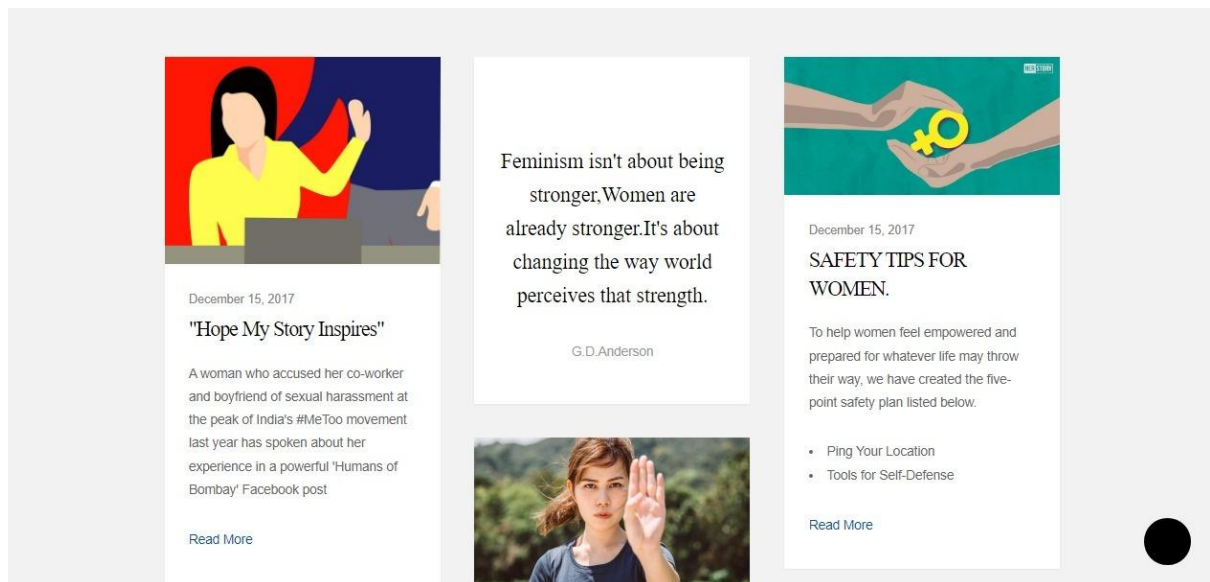 December 15, 2017
"Hope My Story Inspires"
A woman who accused her co-worker
and boyfriend of sexual harassment at
the peak of India's #MeToo movement
last year has spoken about her
experience in a powerful 'Humans of
Bombay' Facebook post
Read More
Feminism isn't about being
stronger,Women are
already stronger.It's about
changing the way world
perceives that strength.
G.D.Anderson
HER STORY
December 15, 2017
SAFETY TIPS FOR
WOMEN.
To help women feel empowered and
prepared for whatever life may throw
their way, we have created the five-
point safety plan listed below.
• Ping Your Location
• Tools for Self-Defense
Read More